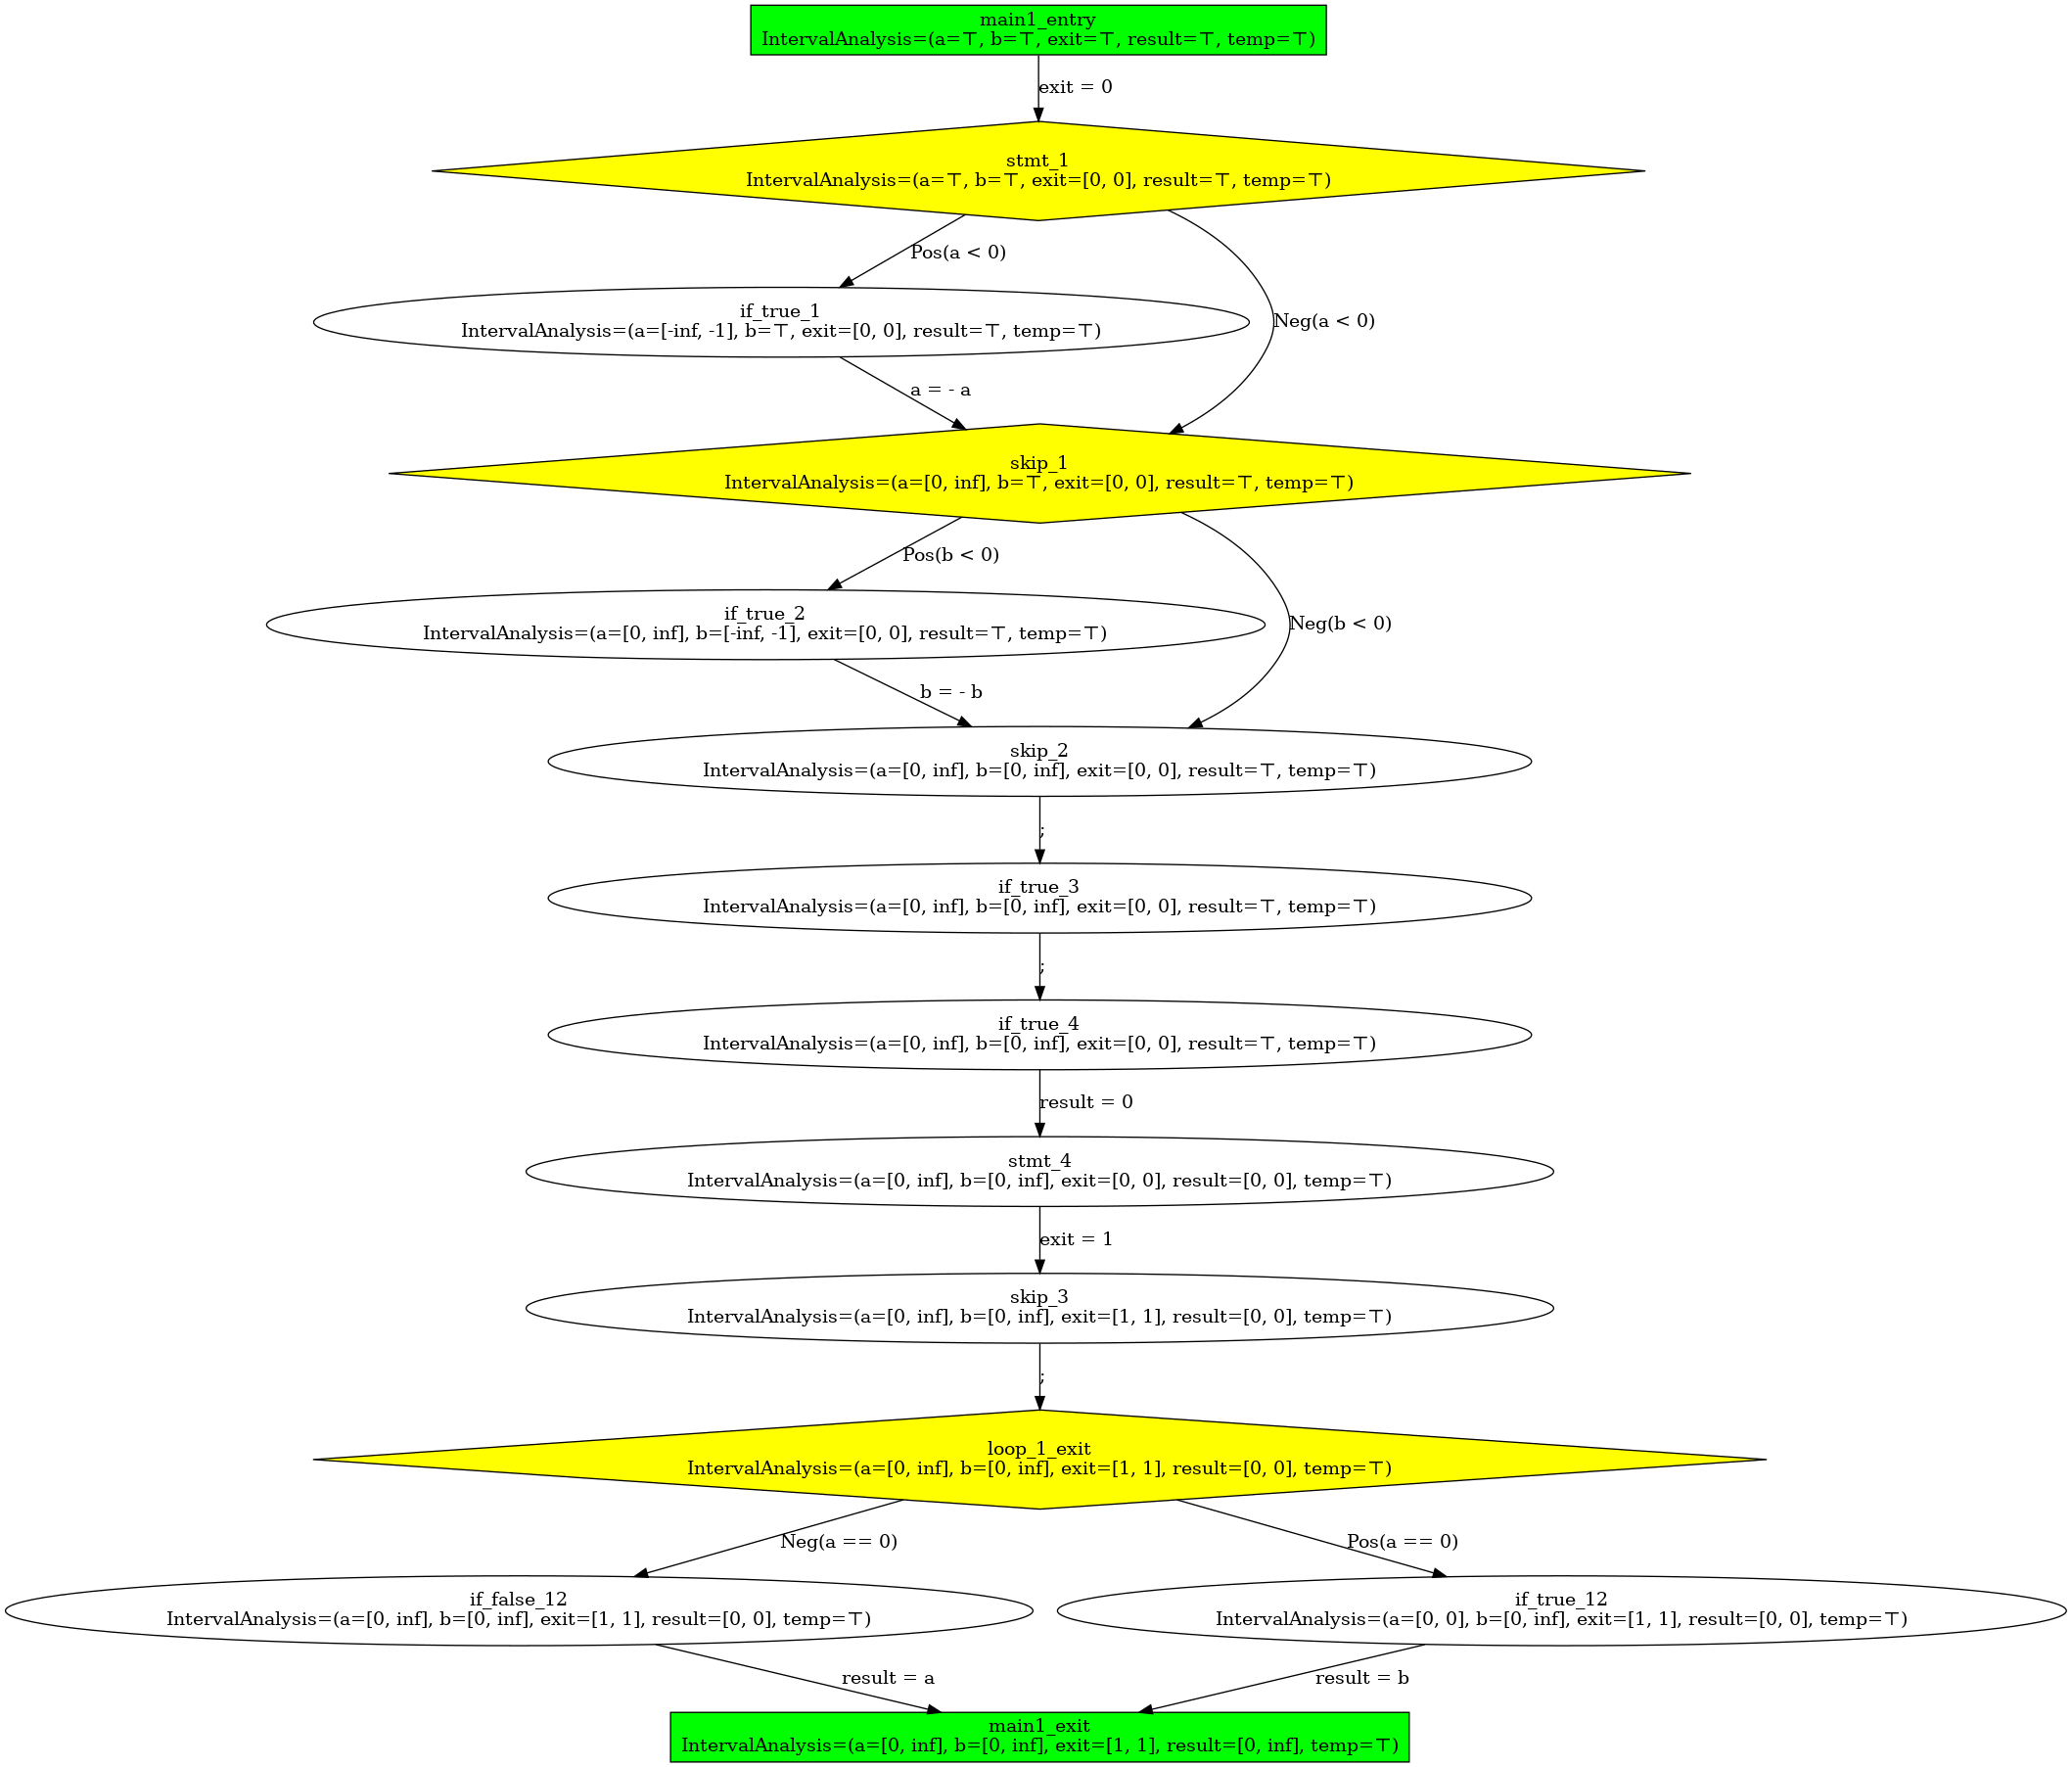 main1_entry
IntervalAnalysis=(a=⊤, b=⊤, exit=⊤, result=⊤, temp=⊤)
exit = 0
stmt_1
IntervalAnalysis=(a=⊤, b=⊤, exit=[0, 0], result=⊤, temp=⊤)
Pos(a < 0)
if_true_1
IntervalAnalysis=(a=[-inf, -1], b=⊤, exit=[0, 0], result=⊤, temp=⊤)
Neg(a < 0)
a = - a
skip_1
IntervalAnalysis=(a=[0, inf], b=⊤, exit=[0, 0], result=⊤, temp=⊤)
Pos(b < 0)
if_true_2
IntervalAnalysis=(a=[0, inf], b=[-inf, -1], exit=[0, 0], result=⊤, temp=⊤)
Neg(b < 0)
b = - b
skip_2
IntervalAnalysis=(a=[0, inf], b=[0, inf], exit=[0, 0], result=⊤, temp=⊤)
;
if_true_3
IntervalAnalysis=(a=[0, inf], b=[0, inf], exit=[0, 0], result=⊤, temp=⊤)
;
if_true_4
IntervalAnalysis=(a=[0, inf], b=[0, inf], exit=[0, 0], result=⊤, temp=⊤)
result = 0
stmt_4
IntervalAnalysis=(a=[0, inf], b=[0, inf], exit=[0, 0], result=[0, 0], temp=⊤)
exit = 1
skip_3
IntervalAnalysis=(a=[0, inf], b=[0, inf], exit=[1, 1], result=[0, 0], temp=⊤)
;
loop_1_exit
IntervalAnalysis=(a=[0, inf], b=[0, inf], exit=[1, 1], result=[0, 0], temp=⊤)
Neg(a == 0)
Pos(a == 0)
if_false_12
IntervalAnalysis=(a=[0, inf], b=[0, inf], exit=[1, 1], result=[0, 0], temp=⊤)
if_true_12
IntervalAnalysis=(a=[0, 0], b=[0, inf], exit=[1, 1], result=[0, 0], temp=⊤)
result = a
result = b
main1_exit
IntervalAnalysis=(a=[0, inf], b=[0, inf], exit=[1, 1], result=[0, inf], temp=⊤)